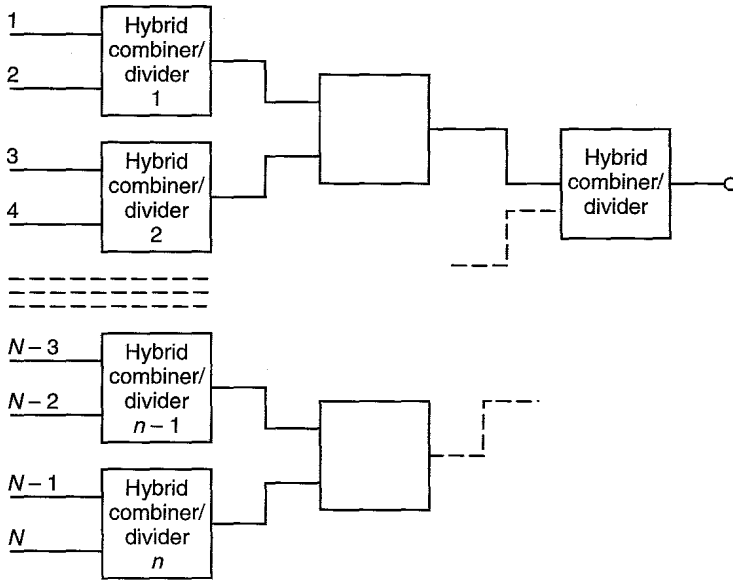 1
2
Hybrid
combiner/
divider
1
3
4
Hybrid
combiner/
divider
2
Hybrid
combiner/
divider
N – 3
N – 2
Hybrid
combiner/
divider
n – 1
N – 1
N
Hybrid
combiner/
divider
n